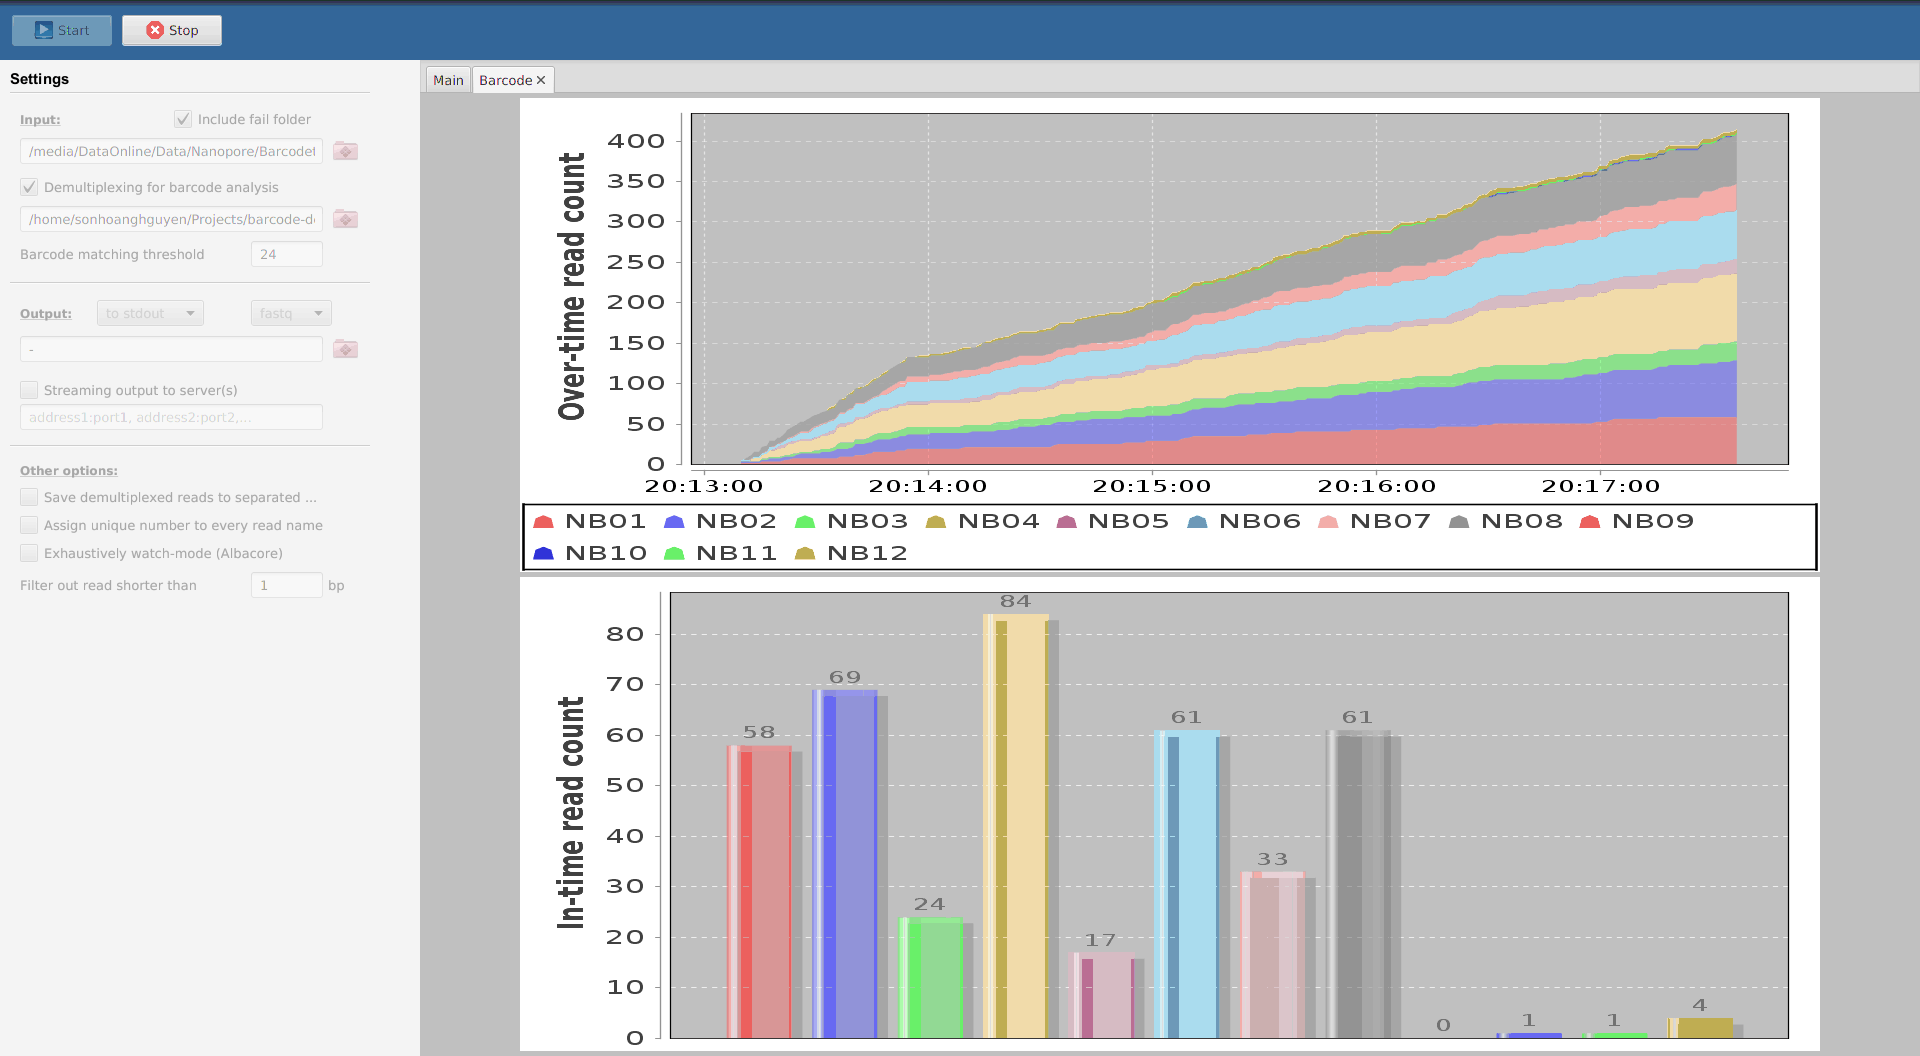 Start
Stop
Settings
Input:
Include fail folder
/media/DataOnline/Data/Nanopore/Barcode
Demultiplexing for barcode analysis
/home/sonhoanghguyen/Projects/barcode-d
Barcode matching threshold
24
Output:
to stdout
fastq
-
Streaming output to server(s)
address1:port1, address2:port2,...
Other options:
Save demultiplexed reads to separated ...
Assign unique number to every read name
Exhaustively watch-mode (Albacore)
Filter out read shorter than
1
bp
Main
Barcode
Over-time read count
400
350
300
250
200
150
100
50
0
20:13:00 20:14:00 20:15:00 20:16:00 20:17:00
NB01 NB02 NB03 NB04 NB05 NB06 NB07 NB08 NB09
NB10 NB11 NB12
In-time read count
80
70
60
50
40
30
20
10
0
58
69
24
84
17
61
33
61
0
1
1
4